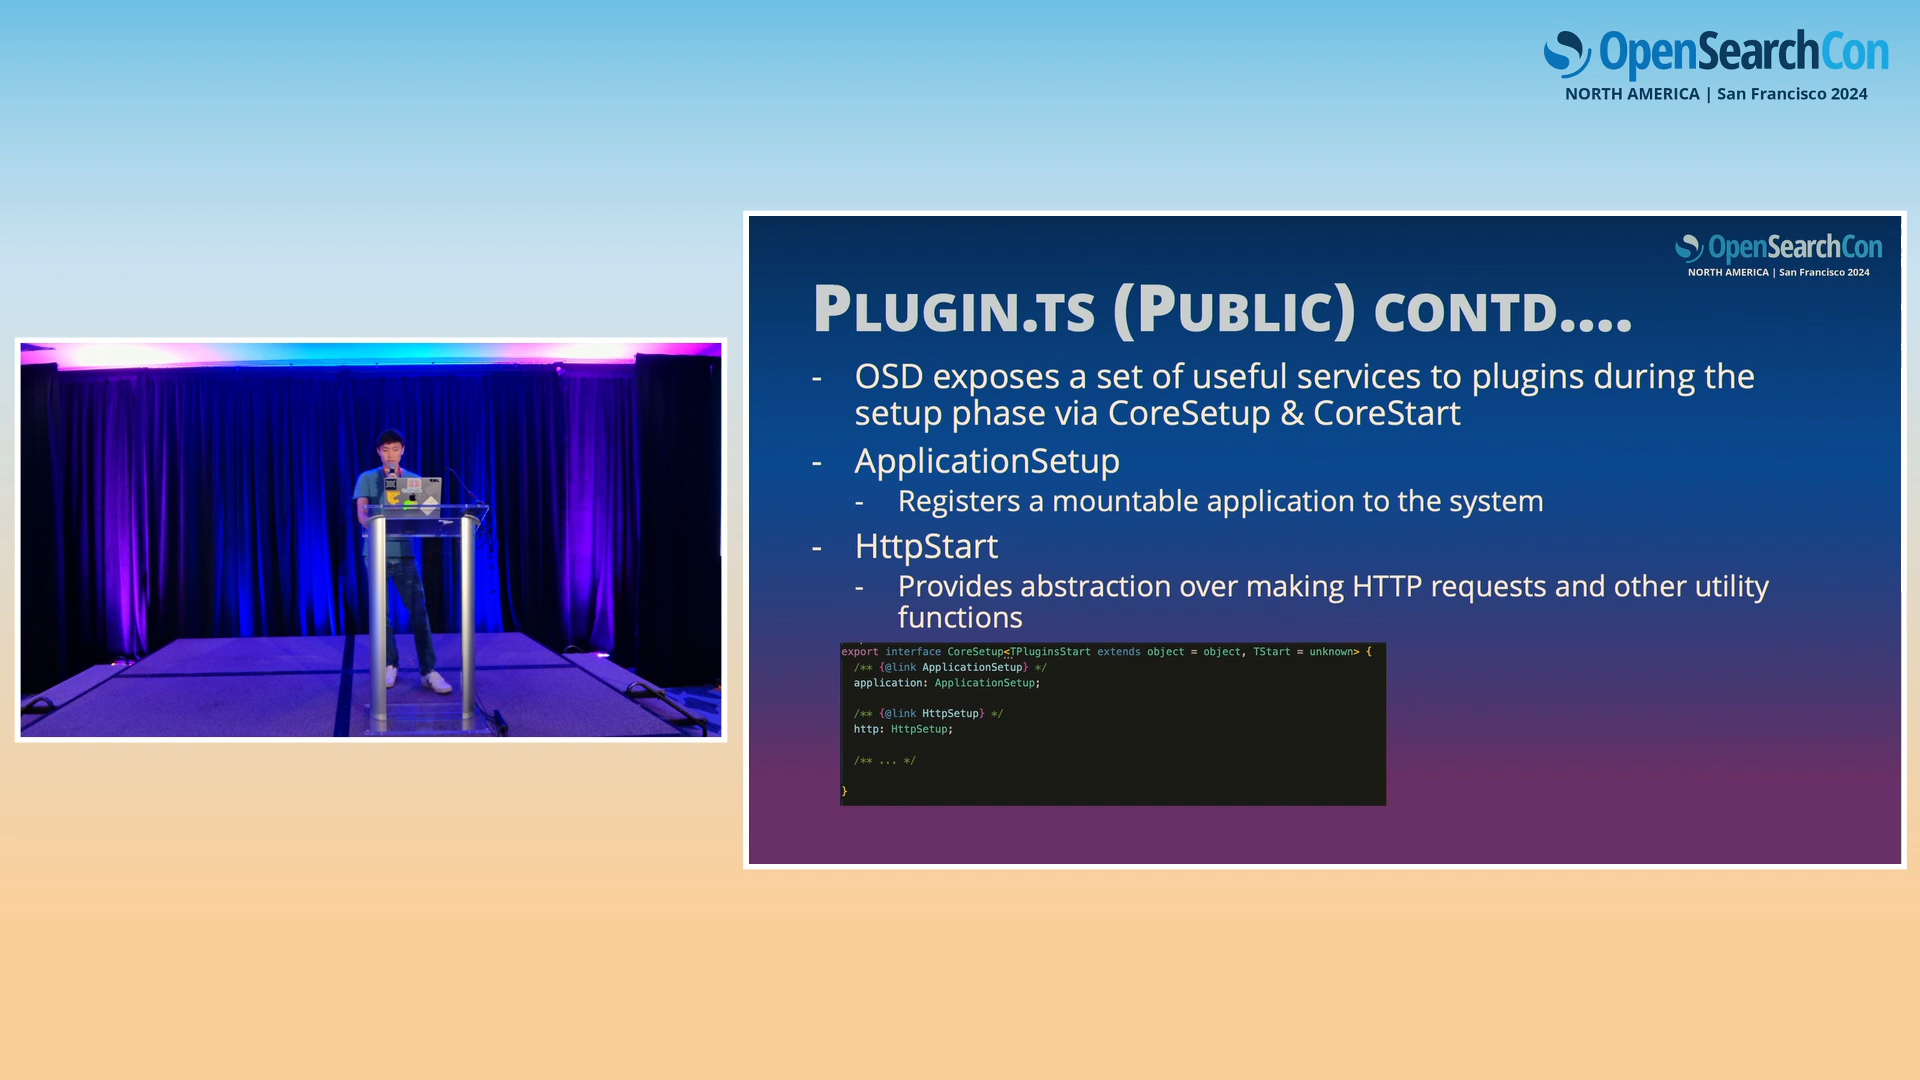 OpenSearchCon
NORTH AMERICA | San Francisco 2024
OpenSearchCon
NORTH AMERICA | San Francisco 2024
PLUGIN.TS (PUBLIC) CONTD....
- OSD exposes a set of useful services to plugins during the
setup phase via CoreSetup & CoreStart
- ApplicationSetup
- Registers a mountable application to the system
- HttpStart
- Provides abstraction over making HTTP requests and other utility
functions
export interface CoreSetup<TPluginsStart extends object = object, TStart = unknown> {
/** {@link ApplicationSetup} */
application: ApplicationSetup;
/** {@link HttpSetup} */
http: HttpSetup;
/** ... */
}